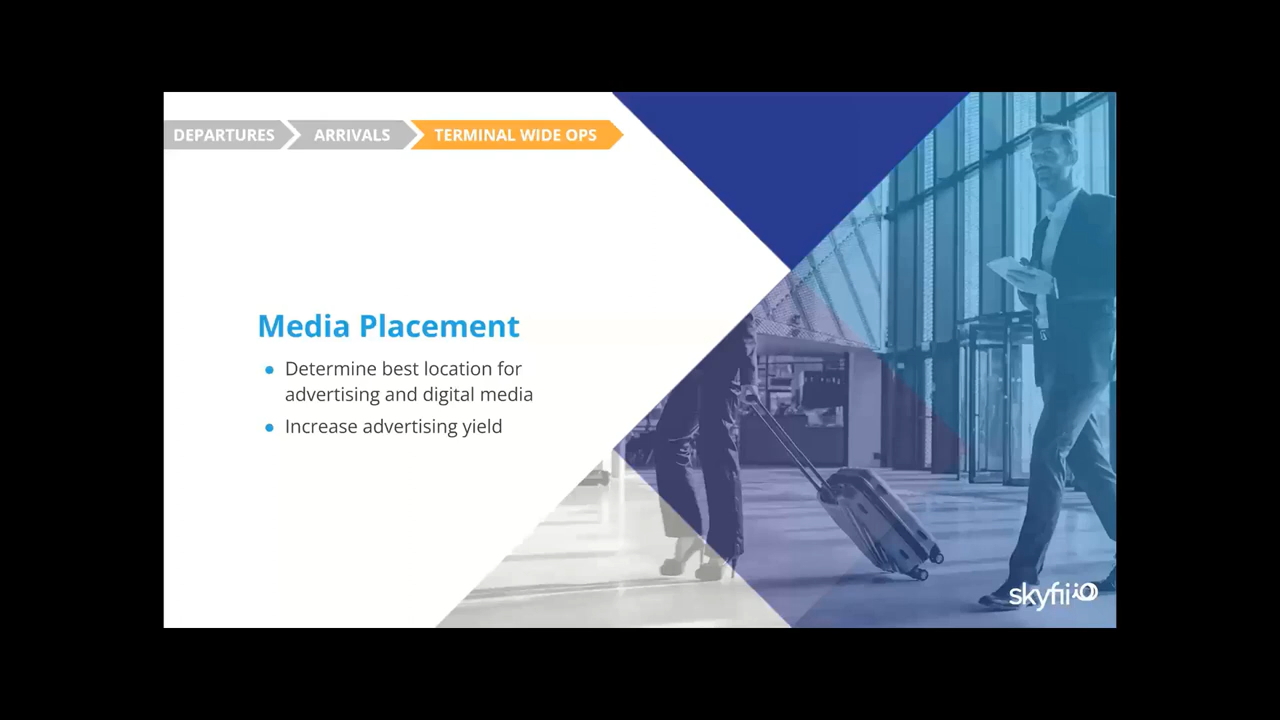 DEPARTURES
ARRIVALS
TERMINAL WIDE OPS
Media Placement
Determine best location for
advertising and digital media
Increase advertising yield
skyfii iO